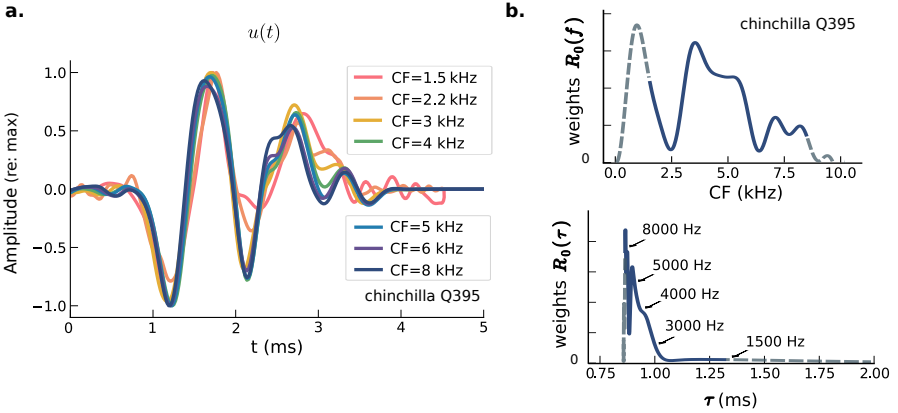 a.
u(t)
Amplitude (re: max)
1.0
0.5
0.0
−0.5
−1.0
CF=1.5 kHz
CF=2.2 kHz
CF=3 kHz
CF=4 kHz
CF=5 kHz
CF=6 kHz
CF=8 kHz
chinchilla Q395
0 1 2 3 4 5
t (ms)
b.
chinchilla Q395
weights R₀(f)
0
0.0 2.5 5.0 7.5 10.0
CF (kHz)
weights R₀(τ)
8000 Hz
5000 Hz
4000 Hz
3000 Hz
1500 Hz
0
0.75 1.00 1.25 1.50 1.75 2.00
τ (ms)